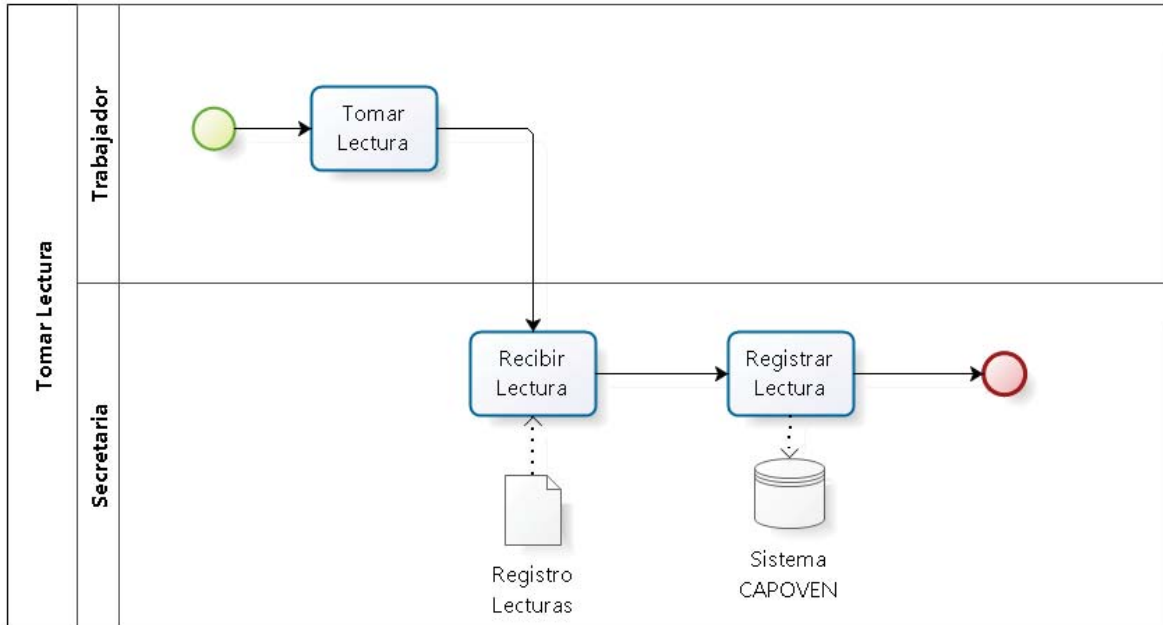 Tomar Lectura
Trabajador
Tomar
Lectura
Secretaria
Recibir
Lectura
Registrar
Lectura
Registro
Lecturas
Sistema
CAPOVEN